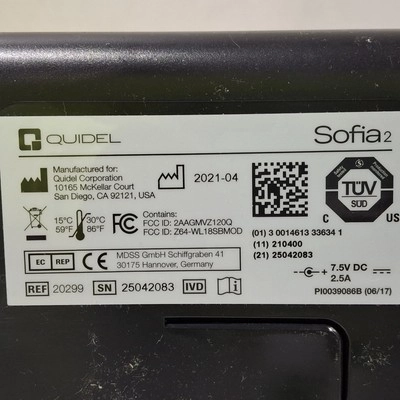 QUIDEL
Sofia2
Manufactured for:
Quidel Corporation
10165 McKellar Court
San Diego, CA 92121, USA
2021-04
TÜV
SÜD
C US
15°C 30°C
59°F 86°F
FC
Contains:
FCC ID: 2AAGMVZ120Q
FCC ID: Z64-WL18SBMOD
(01) 3 0014613 33634 1
(11) 210400
(21) 25042083
EC REP
MDSS GmbH Schiffgraben 41
30175 Hannover, Germany
7.5V DC
2.5A
REF 20299 SN 25042083 IVD
PI0039086B (06/17)